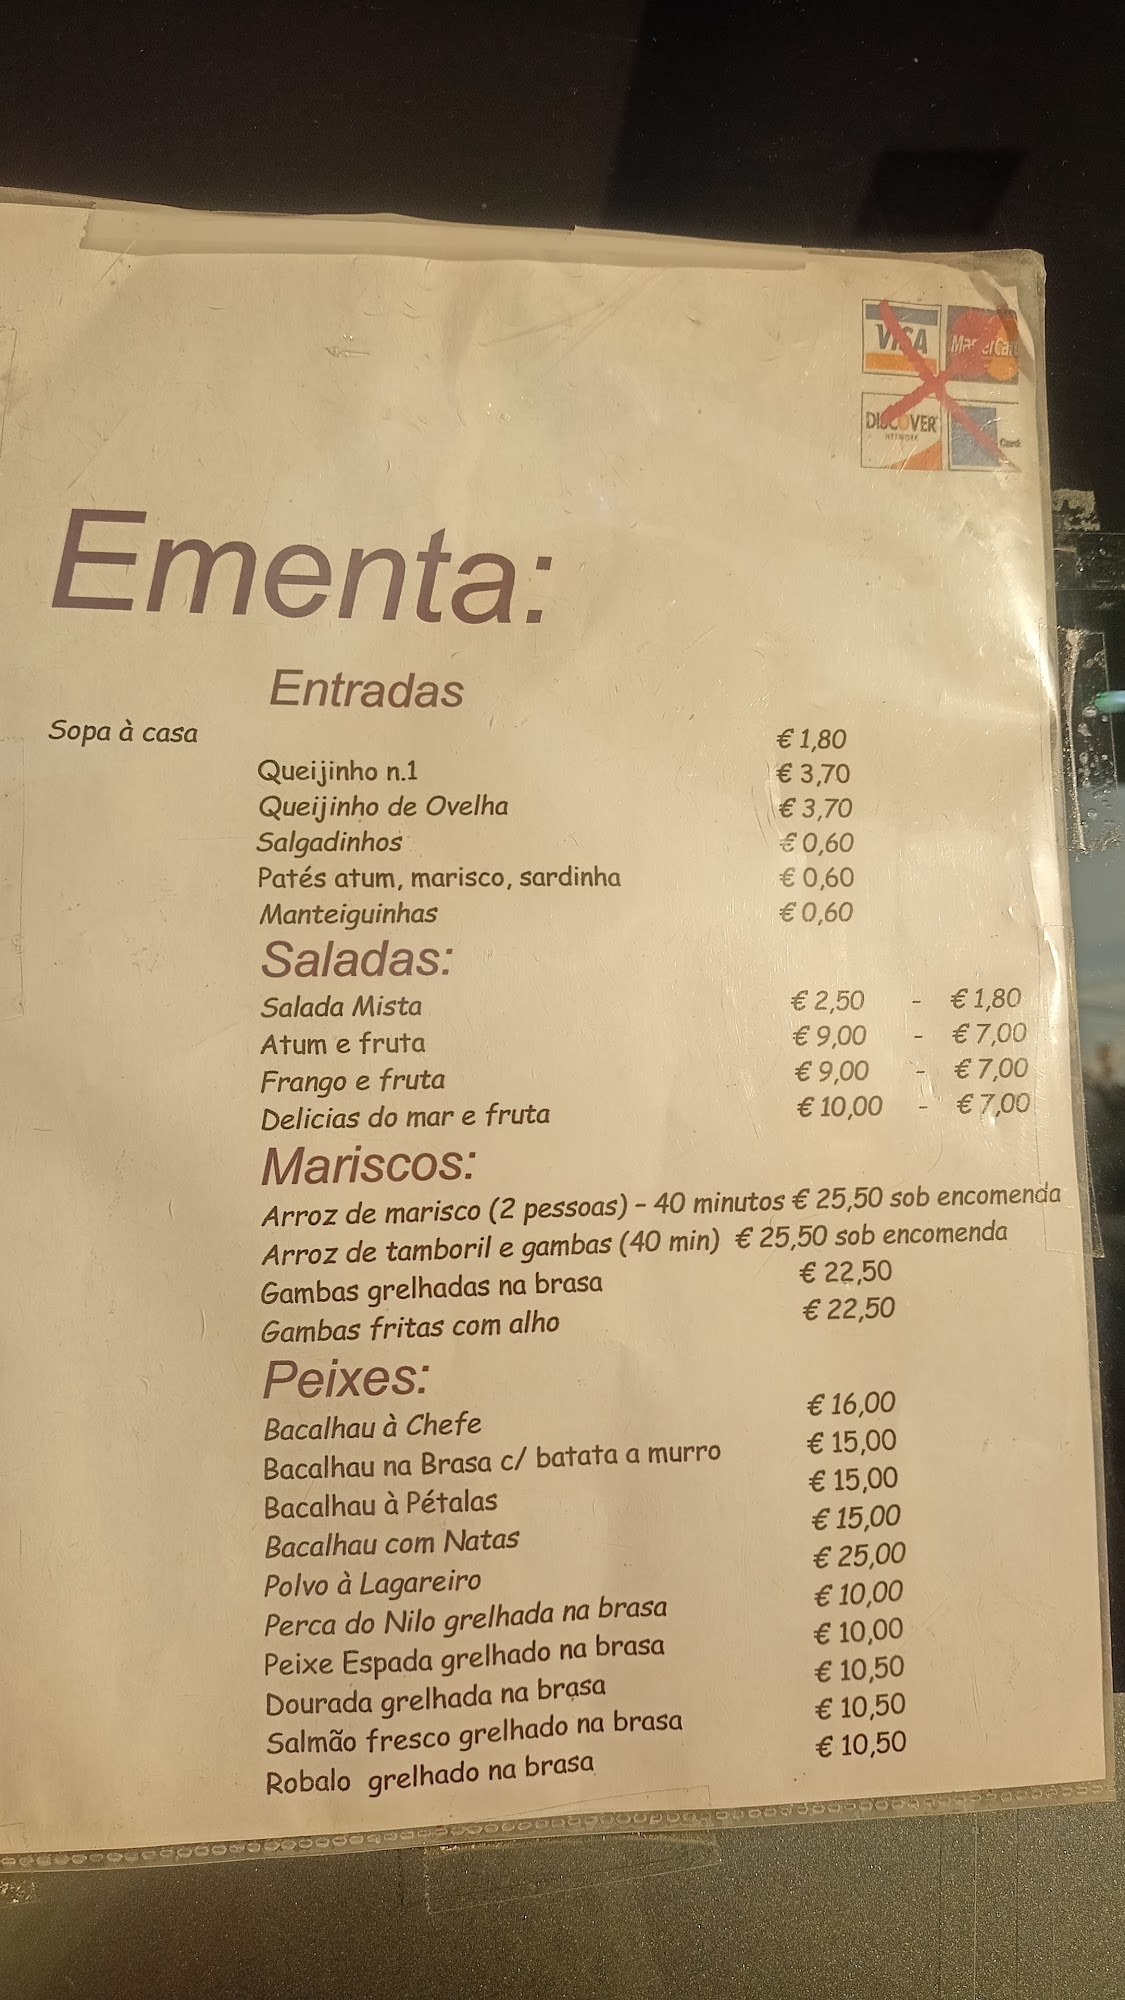 VISA MasterCard
DISCOVER
NETWORK
Cards
Ementa:
Entradas
Sopa à casa € 1,80
Queijinho n.1 € 3,70
Queijinho de Ovelha € 3,70
Salgadinhos € 0,60
Patés atum, marisco, sardinha € 0,60
Manteiguinhas € 0,60
Saladas:
Salada Mista € 2,50 - € 1,80
Atum e fruta € 9,00 - € 7,00
Frango e fruta € 9,00 - € 7,00
Delicias do mar e fruta € 10,00 - € 7,00
Mariscos:
Arroz de marisco (2 pessoas) – 40 minutos € 25,50 sob encomenda
Arroz de tamboril e gambas (40 min) € 25,50 sob encomenda
Gambas grelhadas na brasa € 22,50
Gambas fritas com alho € 22,50
Peixes:
Bacalhau à Chefe € 16,00
Bacalhau na Brasa c/ batata a murro € 15,00
Bacalhau à Pétalas € 15,00
Bacalhau com Natas € 15,00
Polvo à Lagareiro € 25,00
Perca do Nilo grelhada na brasa € 10,00
Peixe Espada grelhado na brasa € 10,00
Dourada grelhada na brasa € 10,50
Salmão fresco grelhado na brasa € 10,50
Robalo grelhado na brasa € 10,50